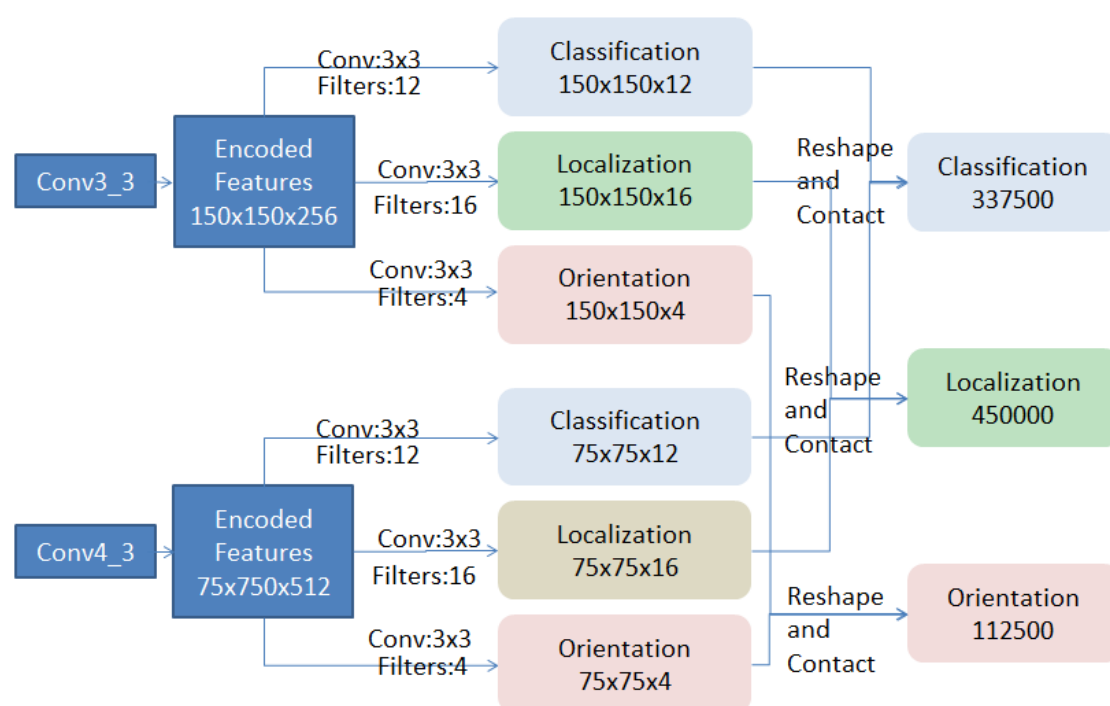 Conv3_3
Encoded
Features
150x150x256
Conv:3x3
Filters:12
Conv:3x3
Filters:16
Conv:3x3
Filters:4
Classification
150x150x12
Localization
150x150x16
Orientation
150x150x4
Reshape
and
Contact
Classification
337500
Conv4_3
Encoded
Features
75x750x512
Conv:3x3
Filters:12
Conv:3x3
Filters:16
Conv:3x3
Filters:4
Classification
75x75x12
Localization
75x75x16
Orientation
75x75x4
Reshape
and
Contact
Localization
450000
Reshape
and
Contact
Orientation
112500